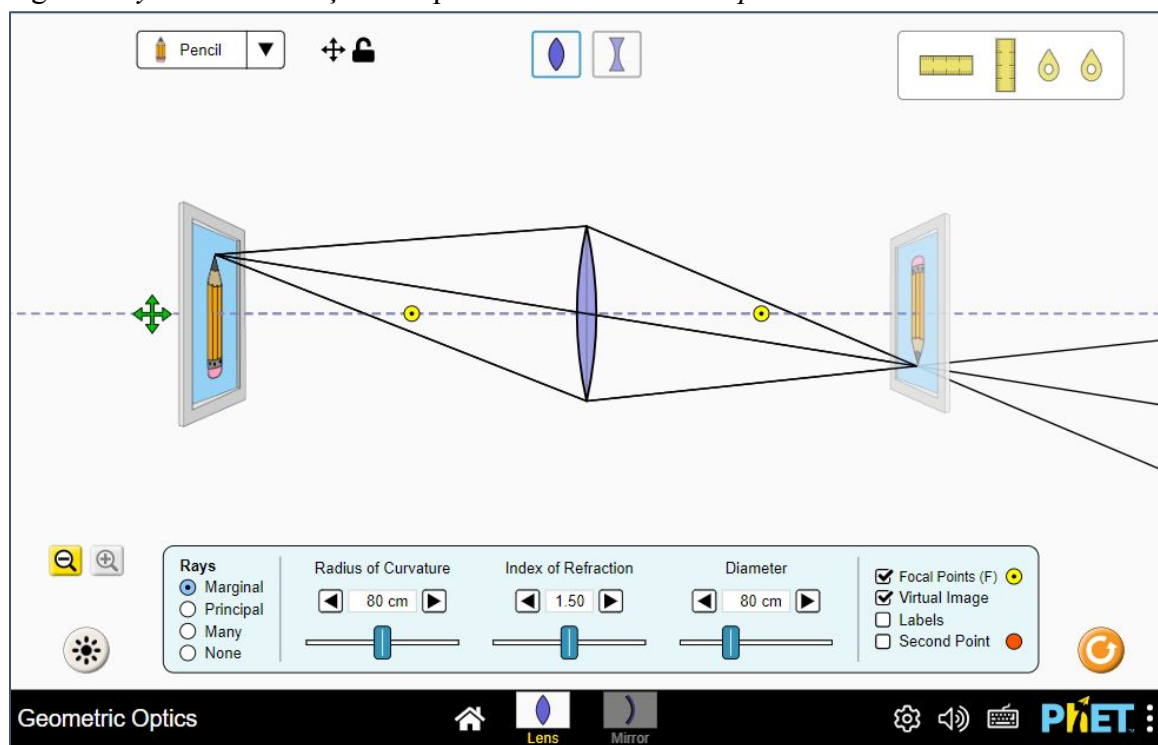 Pencil
Rays
Marginal
Principal
Many
None
Radius of Curvature
80 cm
Index of Refraction
1.50
Diameter
80 cm
Focal Points (F)
Virtual Image
Labels
Second Point
Geometric Optics
Lens
Mirror
PhET